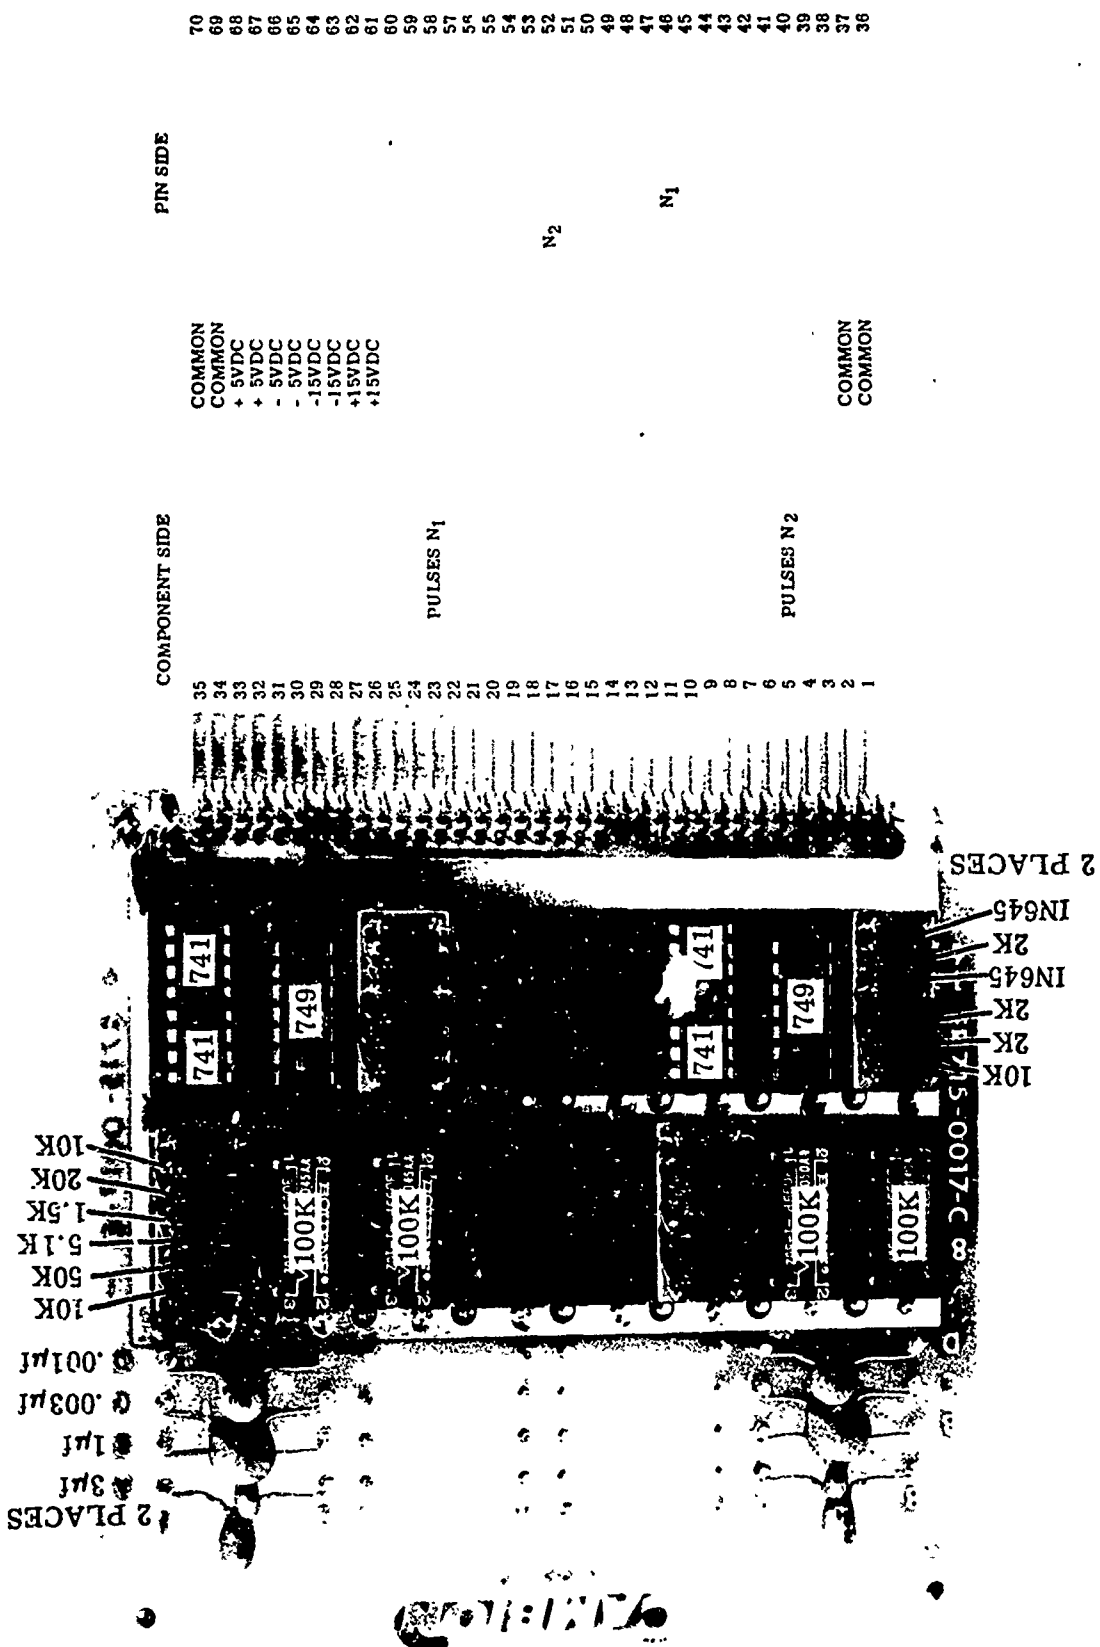 COMPONENT SIDE
PIN SIDE
35 COMMON 70
34 COMMON 69
33 + 5VDC 68
32 + 5VDC 67
31 - 5VDC 66
30 - 5VDC 65
29 -15VDC 64
28 -15VDC 63
27 +15VDC 62
26 +15VDC 61
25 60
24 59
23 PULSES N1 58
22 57
21 56
20 55
19 54
18 53
17 N2 52
16 51
15 50
14 49
13 48
12 47
11 N1 46
10 45
9 44
8 43
7 42
6 41
5 PULSES N2 40
4 39
3 38
2 COMMON 37
1 COMMON 36
2 PLACES
3µf
1µf
.003µf
.001µf
10K
50K
5.1K
1.5K
20K
10K
741
741
749
100K
100K
741
741
749
100K
100K
10K
2K
2K
IN645
2K
IN645
2 PLACES
715-0017-C 8